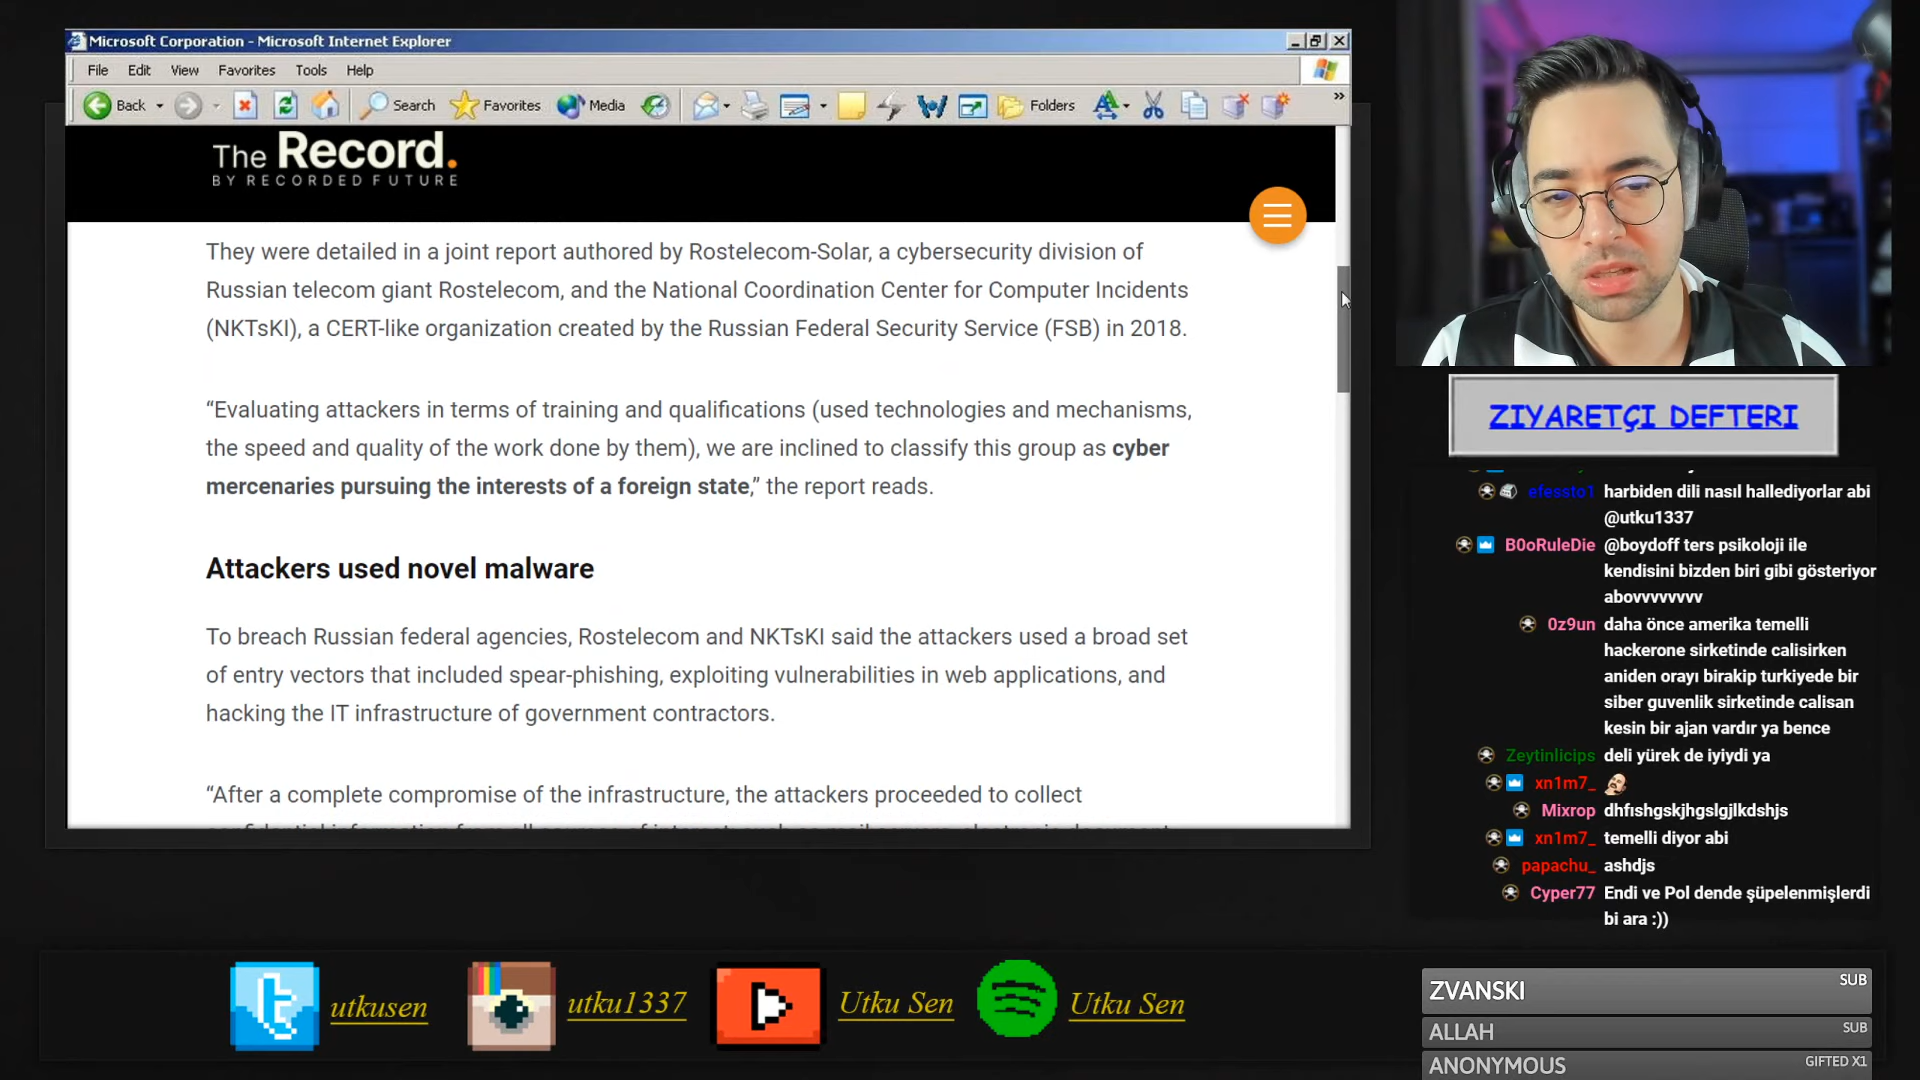 Microsoft Corporation - Microsoft Internet Explorer
File Edit View Favorites Tools Help
Back Search Favorites Media Folders
The Record.
BY RECORDED FUTURE
They were detailed in a joint report authored by Rostelecom-Solar, a cybersecurity division of
Russian telecom giant Rostelecom, and the National Coordination Center for Computer Incidents
(NKTsKI), a CERT-like organization created by the Russian Federal Security Service (FSB) in 2018.
“Evaluating attackers in terms of training and qualifications (used technologies and mechanisms,
the speed and quality of the work done by them), we are inclined to classify this group as cyber
mercenaries pursuing the interests of a foreign state,” the report reads.
Attackers used novel malware
To breach Russian federal agencies, Rostelecom and NKTsKI said the attackers used a broad set
of entry vectors that included spear-phishing, exploiting vulnerabilities in web applications, and
hacking the IT infrastructure of government contractors.
“After a complete compromise of the infrastructure, the attackers proceeded to collect
ZIYARETÇI DEFTERI
efessto1 harbiden dili nasıl hallediyorlar abi
@utku1337
B0oRuleDie @boydoff ters psikoloji ile
kendisini bizden biri gibi gösteriyor
abovvvvvvvv
0z9un daha önce amerika temelli
hackerone sirketinde calisirken
aniden orayı birakip turkiyede bir
siber guvenlik sirketinde calisan
kesin bir ajan vardır ya bence
Zeytinlicips deli yürek de iyiydi ya
xn1m7_
Mixrop dhfıshgskjhgslgjlkdshjs
xn1m7_ temelli diyor abi
papachu_ ashdjs
Cyper77 Endi ve Pol dende şüpelenmişlerdi
bi ara :))
utkusen utku1337 Utku Sen Utku Sen
ZVANSKI SUB
ALLAH SUB
ANONYMOUS GIFTED X1